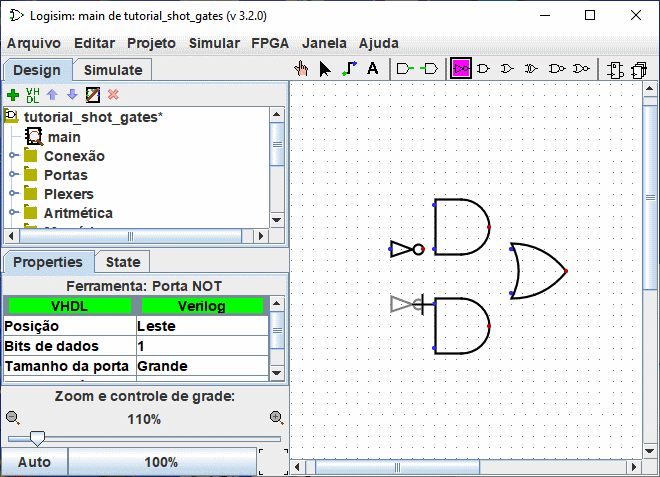 Logisim: main de tutorial_shot_gates (v 3.2.0)
Arquivo Editar Projeto Simular FPGA Janela Ajuda
Design Simulate
A
VH
DL
tutorial_shot_gates*
main
Conexão
Portas
Plexers
Aritmética
Properties State
Ferramenta: Porta NOT
VHDL Verilog
Posição Leste
Bits de dados 1
Tamanho da porta Grande
Zoom e controle de grade:
110%
Auto 100%